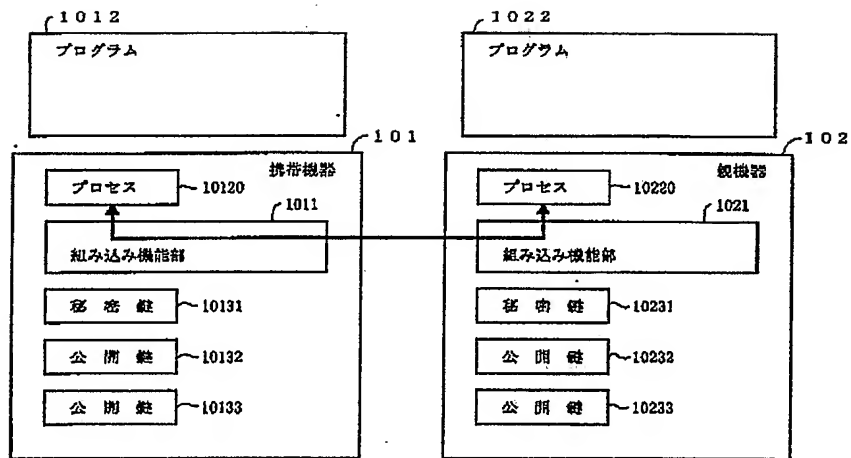 1012
プログラム
1022
プログラム
101
携帯機器
プロセス
10120
1011
組み込み機能部
秘密鍵
10131
公開鍵
10132
公開鍵
10133
102
親機器
プロセス
10220
1021
組み込み機能部
秘密鍵
10231
公開鍵
10232
公開鍵
10233